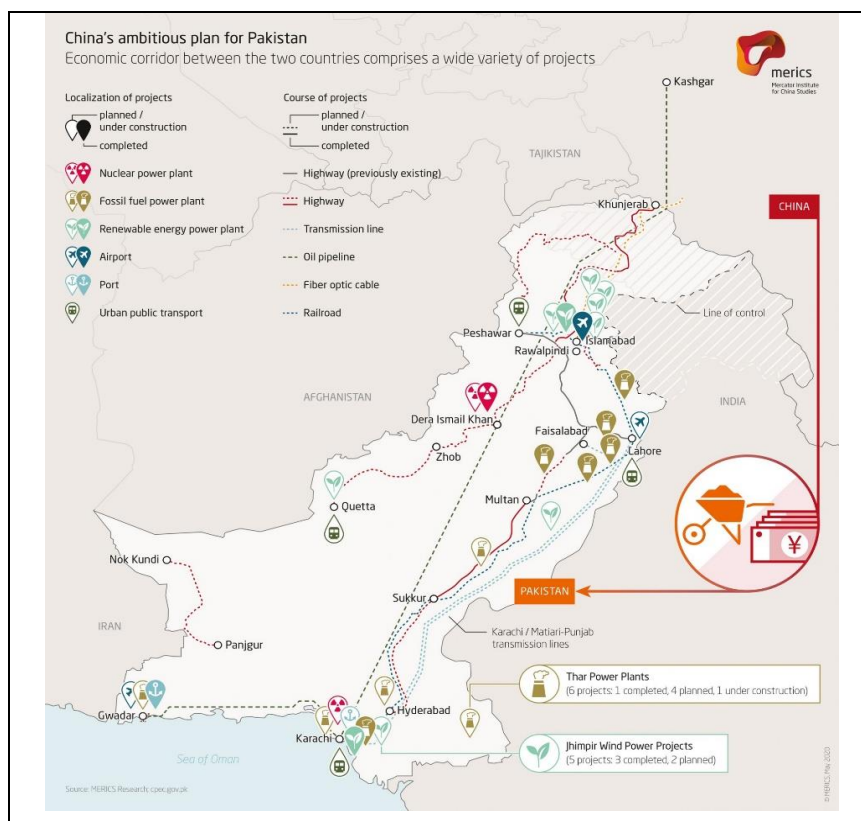 China's ambitious plan for Pakistan
Economic corridor between the two countries comprises a wide variety of projects
merics
Mercator Institute
for China Studies
Localization of projects
planned /
under construction
completed
Nuclear power plant
Fossil fuel power plant
Renewable energy power plant
Airport
Port
Urban public transport
Course of projects
planned /
under construction
completed
Highway (previously existing)
Highway
Transmission line
Oil pipeline
Fiber optic cable
Railroad
Kashgar
TAJIKISTAN
Khunjerab
CHINA
Line of control
Peshawar
Islamabad
Rawalpindi
AFGHANISTAN
INDIA
Dera Ismail Khan
Faisalabad
Zhob
Lahore
Quetta
Multan
¥
Nok Kundi
Sukkur
PAKISTAN
IRAN
Panjgur
Karachi / Matiari-Punjab
transmission lines
Thar Power Plants
(6 projects: 1 completed, 4 planned, 1 under construction)
Gwadar
Hyderabad
Karachi
Jhimpir Wind Power Projects
(5 projects: 3 completed, 2 planned)
Sea of Oman
Source: MERICS Research; cpec.gov.pk
© MERICS, May 2020